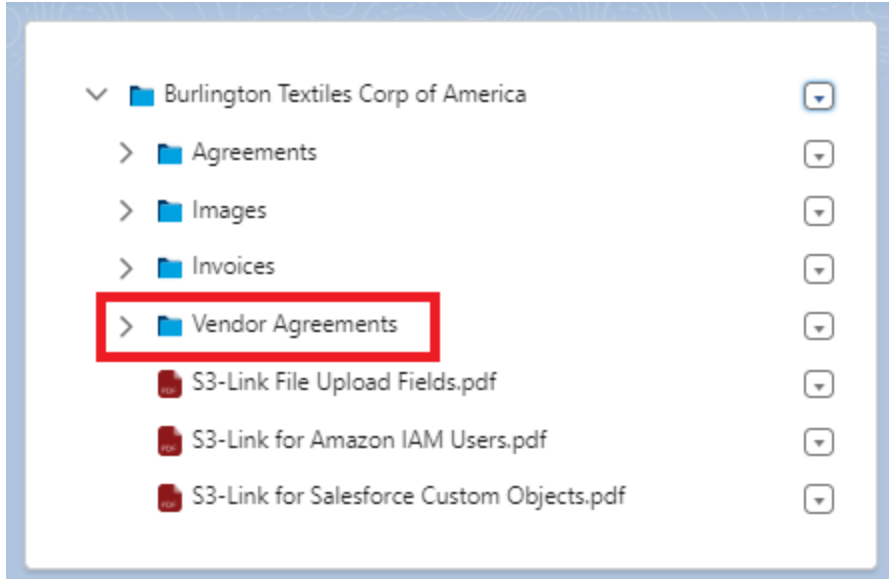 Burlington Textiles Corp of America
Agreements
Images
Invoices
Vendor Agreements
S3-Link File Upload Fields.pdf
S3-Link for Amazon IAM Users.pdf
S3-Link for Salesforce Custom Objects.pdf